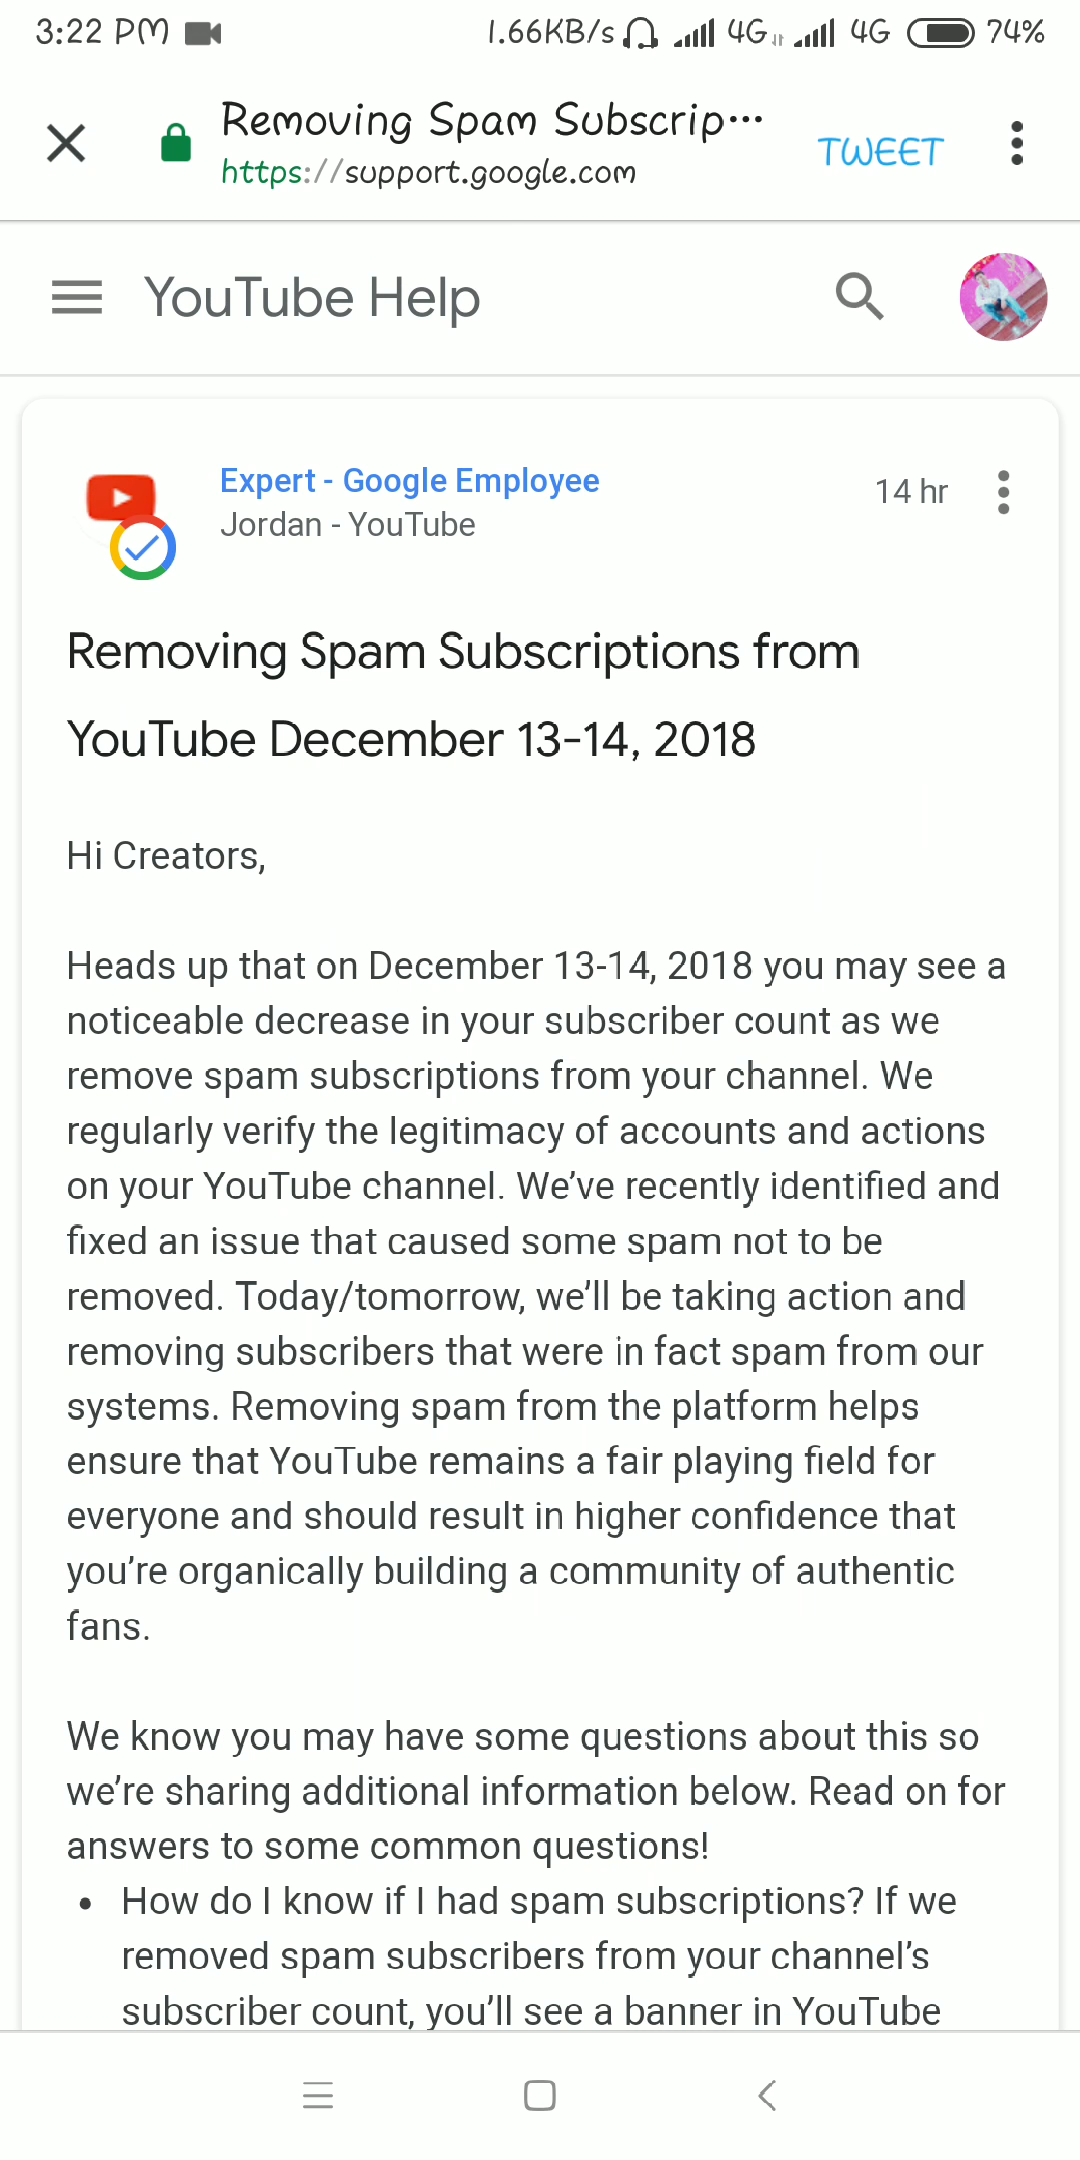 3:22 PM 1.66KB/s 4G 4G 74%
Removing Spam Subscrip...
https://support.google.com
TWEET
YouTube Help
Expert - Google Employee
Jordan - YouTube
14 hr
Removing Spam Subscriptions from
YouTube December 13-14, 2018
Hi Creators,
Heads up that on December 13-14, 2018 you may see a
noticeable decrease in your subscriber count as we
remove spam subscriptions from your channel. We
regularly verify the legitimacy of accounts and actions
on your YouTube channel. We’ve recently identified and
fixed an issue that caused some spam not to be
removed. Today/tomorrow, we’ll be taking action and
removing subscribers that were in fact spam from our
systems. Removing spam from the platform helps
ensure that YouTube remains a fair playing field for
everyone and should result in higher confidence that
you’re organically building a community of authentic
fans.
We know you may have some questions about this so
we’re sharing additional information below. Read on for
answers to some common questions!
• How do I know if I had spam subscriptions? If we
removed spam subscribers from your channel’s
subscriber count, you’ll see a banner in YouTube